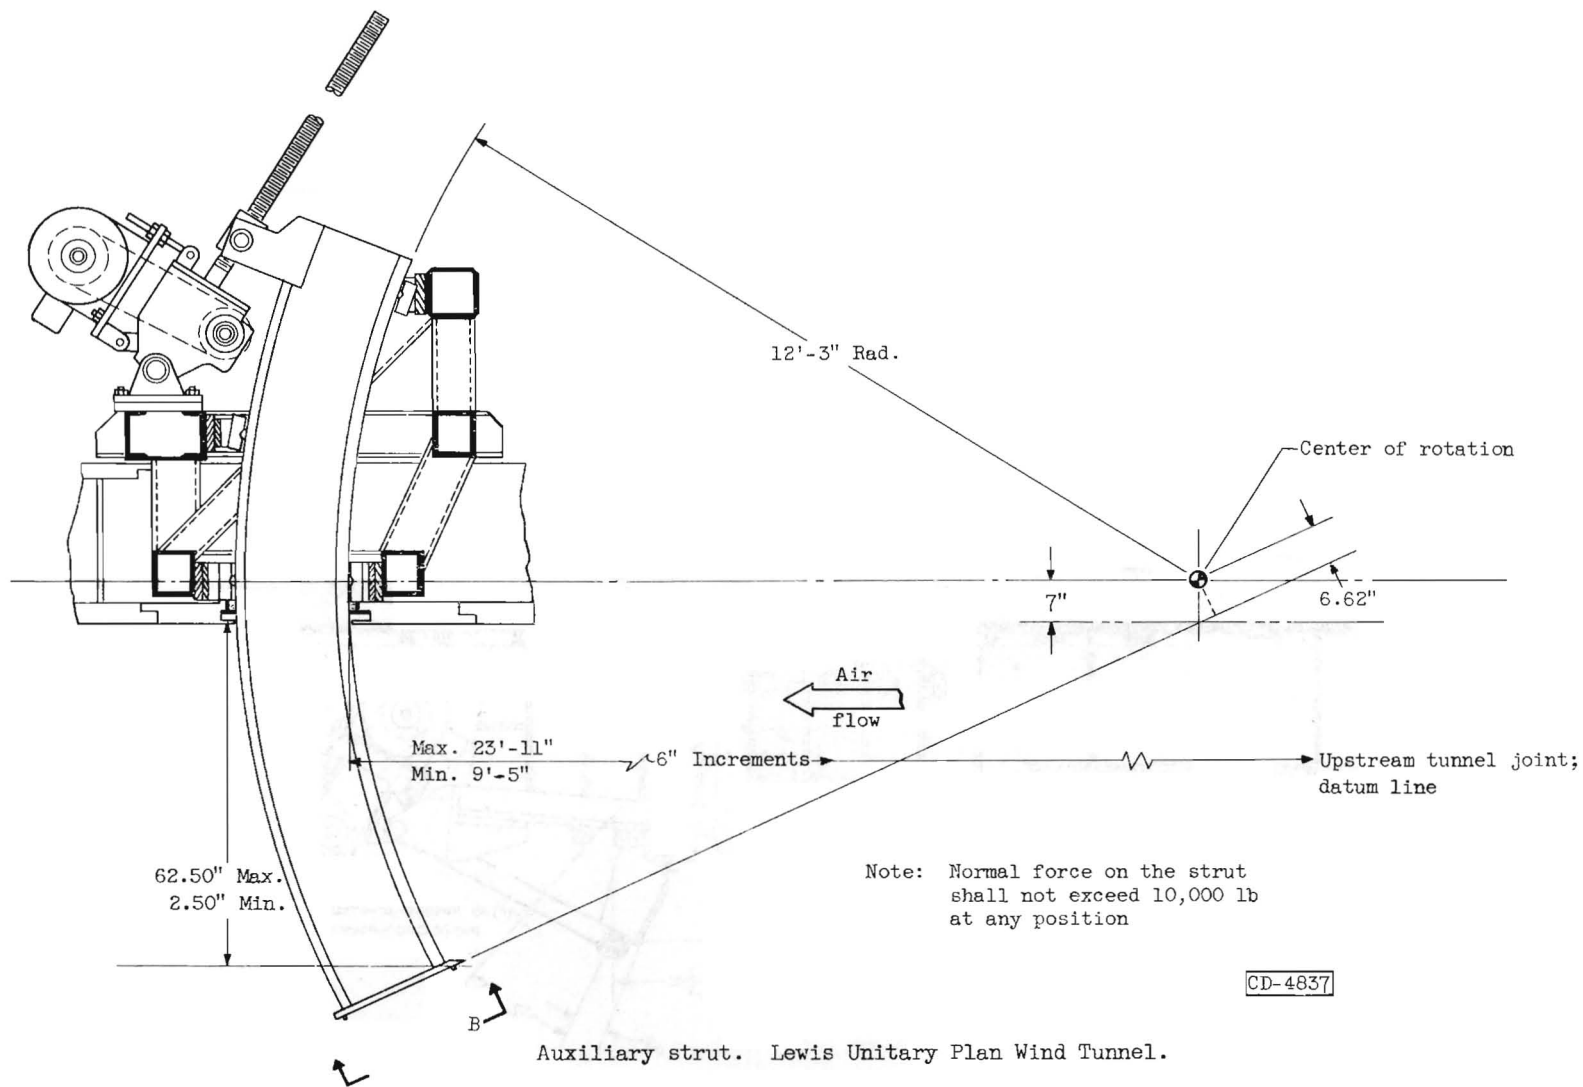 12'-3" Rad.
Center of rotation
7"
6.62"
Air
flow
Max. 23'-11"
Min. 9'-5"
6" Increments
Upstream tunnel joint;
datum line
62.50" Max.
2.50" Min.
Note: Normal force on the strut
shall not exceed 10,000 lb
at any position
CD-4837
B
Auxiliary strut. Lewis Unitary Plan Wind Tunnel.